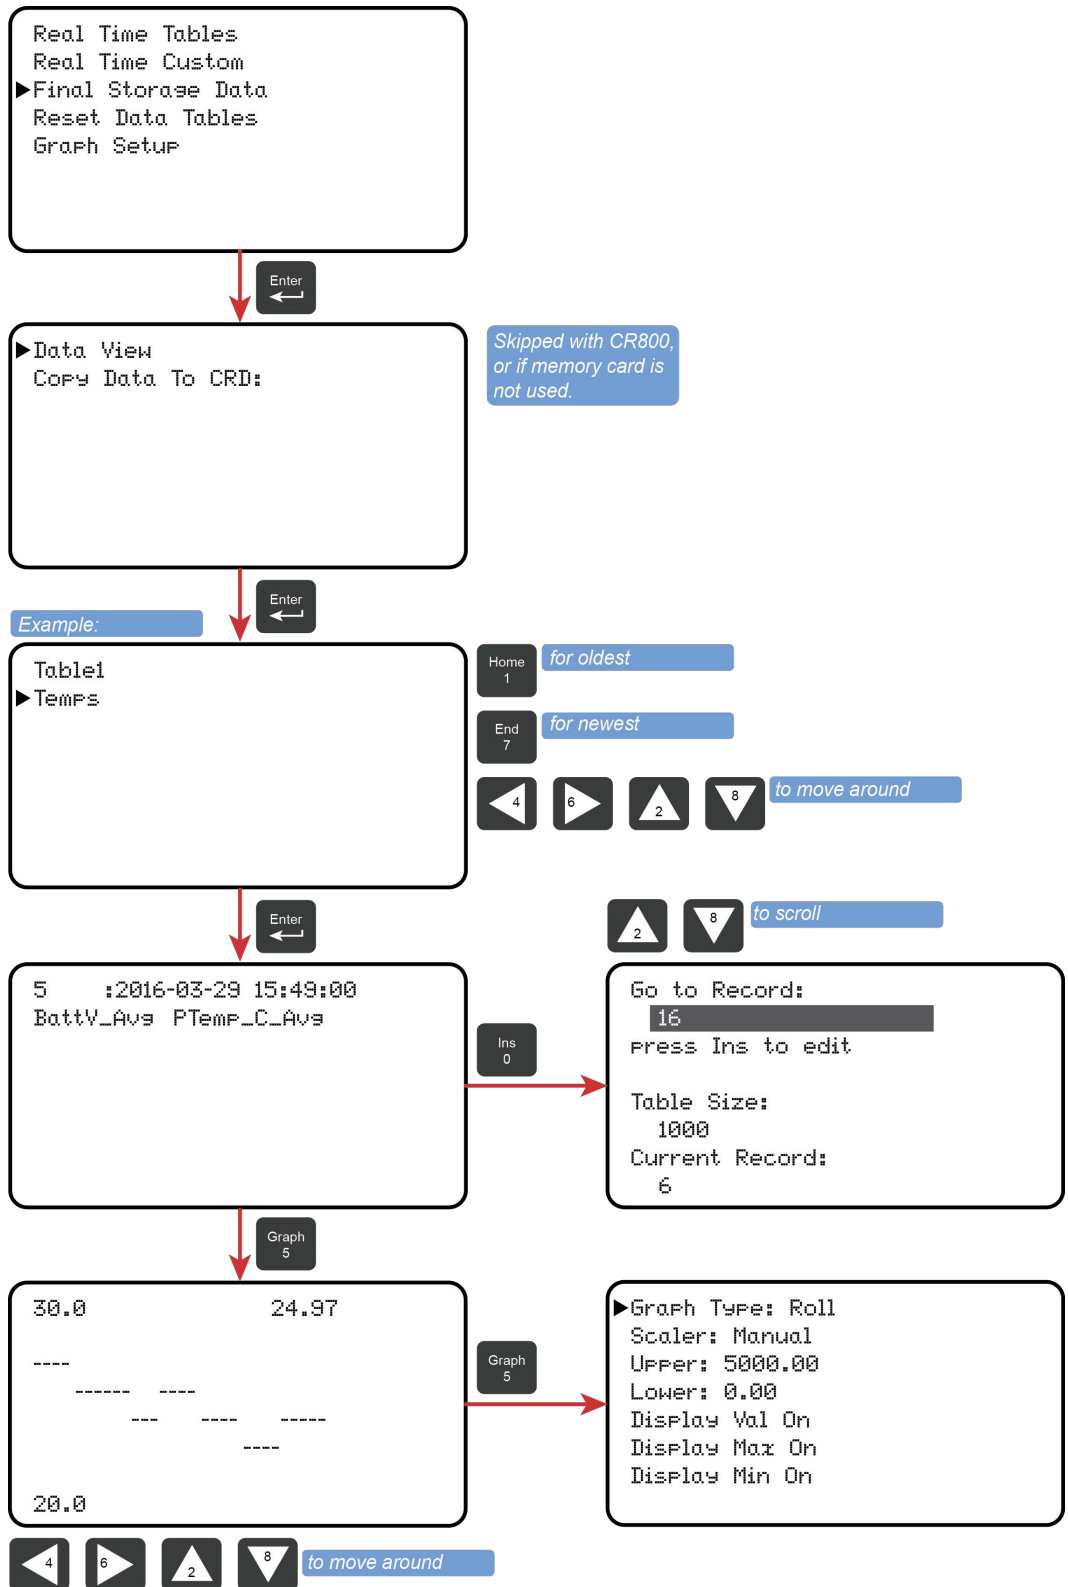 Real Time Tables
Real Time Custom
Final Storage Data
Reset Data Tables
Graph Setup
Enter
Data View
Copy Data To CRD:
Skipped with CR800,
or if memory card is
not used.
Enter
Example:
Table1
Temps
Home
1
for oldest
End
7
for newest
4 6 2 8 to move around
Enter
2 8 to scroll
5 :2016-03-29 15:49:00
BattV_Avg PTemp_C_Avg
Ins
0
Go to Record:
16
press Ins to edit
Table Size:
1000
Current Record:
6
Graph
5
30.0 24.97
20.0
Graph
5
Graph Type: Roll
Scaler: Manual
Upper: 5000.00
Lower: 0.00
Display Val On
Display Max On
Display Min On
4 6 2 8 to move around